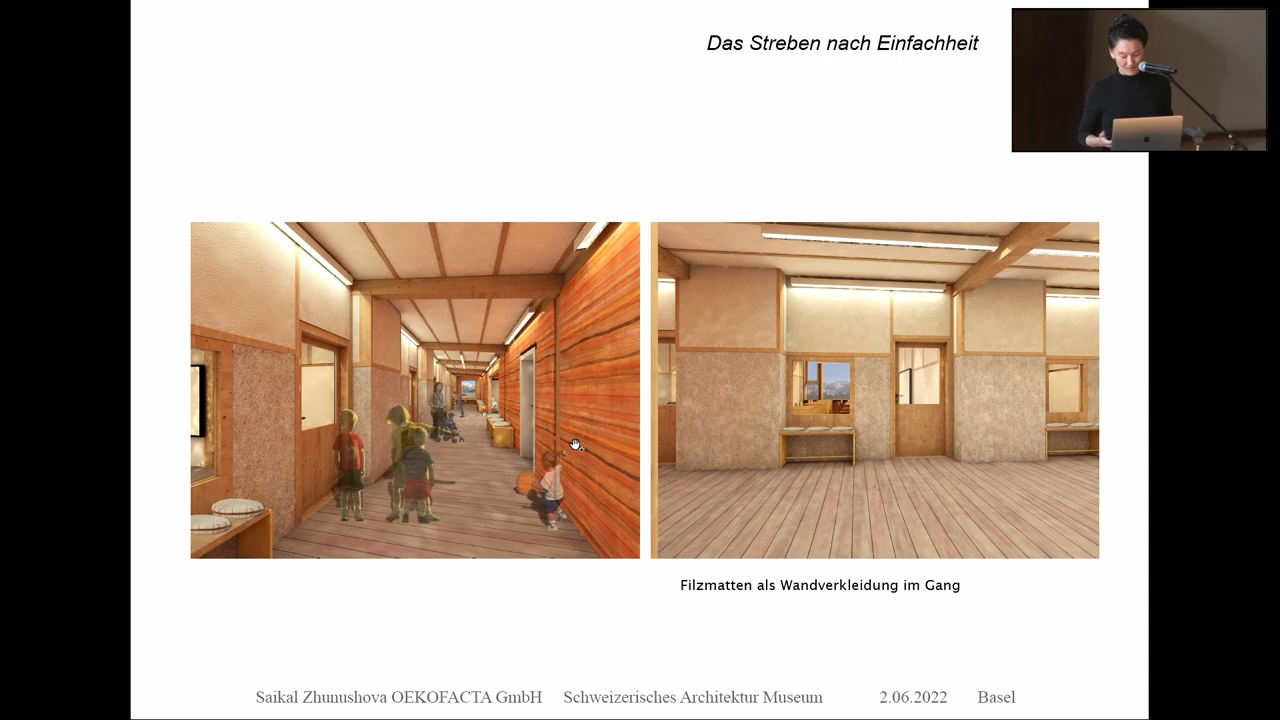 Das Streben nach Einfachheit
Filzmatten als Wandverkleidung im Gang
Saikal Zhunushova OEKOFACTA GmbH Schweizerisches Architektur Museum 2.06.2022 Basel